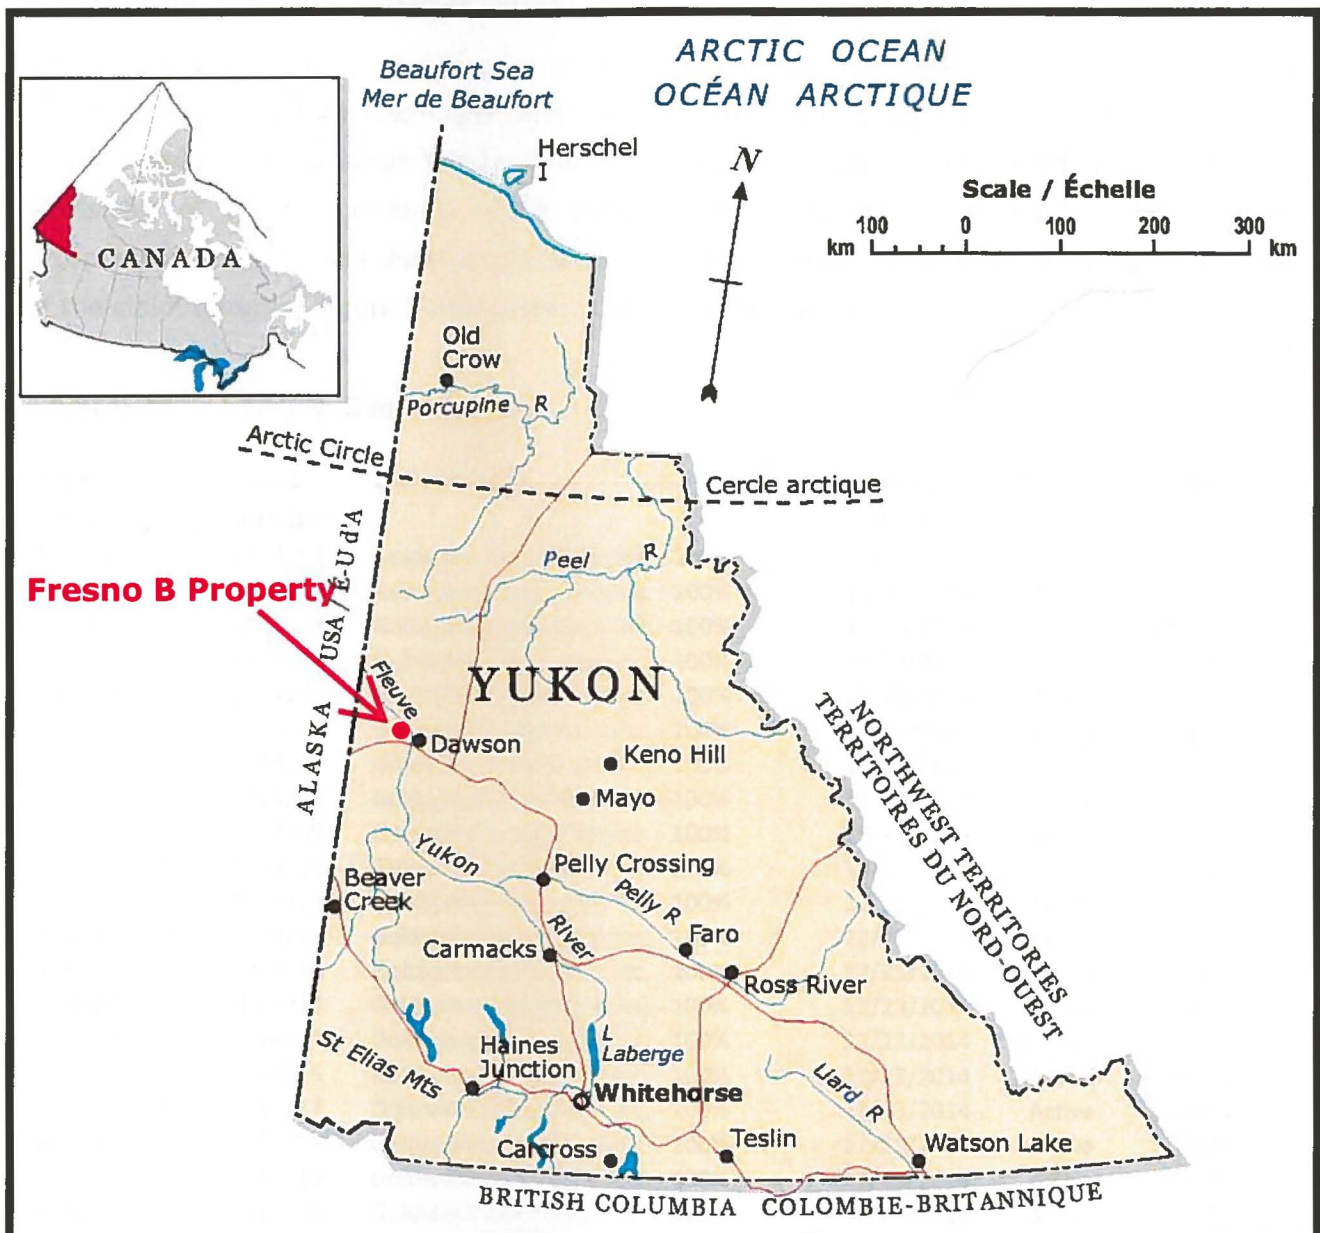 ARCTIC OCEAN
OCÉAN ARCTIQUE
Beaufort Sea
Mer de Beaufort
Herschel
I
N
Scale / Échelle
100 0 100 200 300
km km
CANADA
Old
Crow
Porcupine R
Arctic Circle
Cercle arctique
Peel R
ALASKA USA / É-U d'A
Fresno B Property
YUKON
Fleuve
Dawson
Keno Hill
Mayo
NORTHWEST TERRITORIES
TERRITOIRES DU NORD-OUEST
Yukon
River
Pelly Crossing
Pelly R
Beaver
Creek
Carmacks
Faro
Ross River
L
Laberge
Haines
Junction
St Elias Mts
Whitehorse
Liard R
Carcross
Teslin
Watson Lake
BRITISH COLUMBIA COLOMBIE-BRITANNIQUE